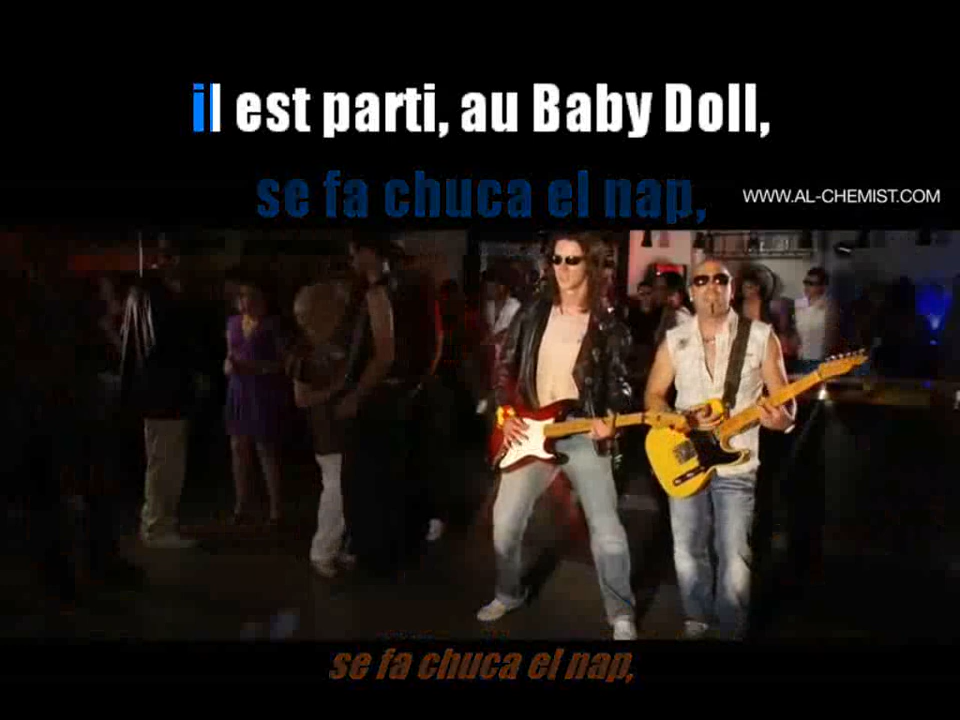 il est parti, au Baby Doll,
se fa chuca el nap,
WWW.AL-CHEMIST.COM
se fa chuca el nap,